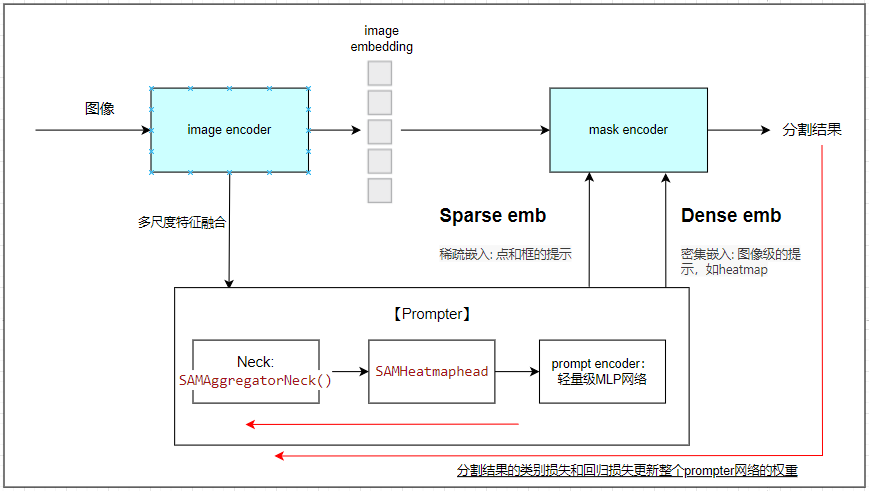 image
embedding
图像
image encoder
mask encoder
分割结果
多尺度特征融合
Sparse emb
Dense emb
稀疏嵌入: 点和框的提示
密集嵌入: 图像级的提
示，如heatmap
【Prompter】
Neck:
SAMAggregatorNeck()
SAMHeatmaphead
prompt encoder：
轻量级MLP网络
分割结果的类别损失和回归损失更新整个prompter网络的权重